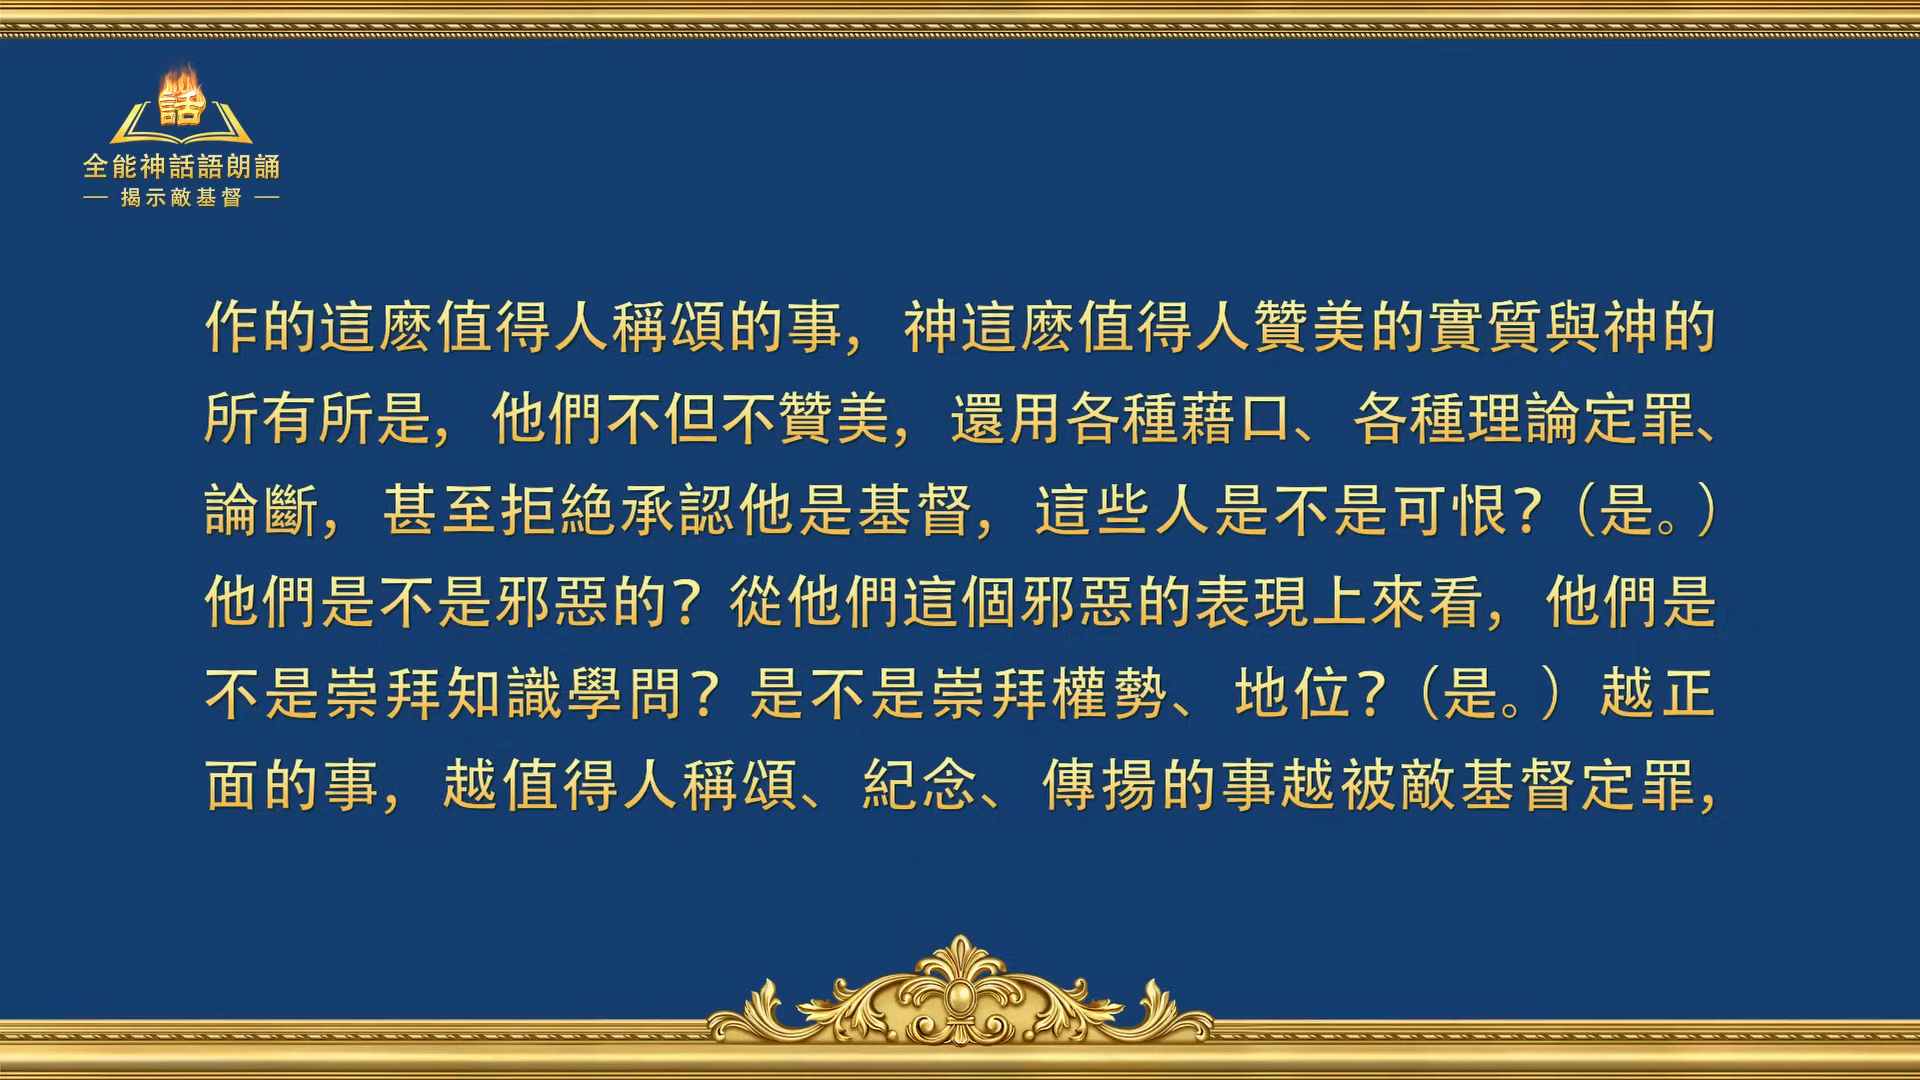 話
全能神話語朗誦
— 揭示敵基督 —
作的這麽值得人稱頌的事，神這麽值得人贊美的實質與神的
所有所是，他們不但不贊美，還用各種藉口、各種理論定罪、
論斷，甚至拒絕承認他是基督，這些人是不是可恨？（是。）
他們是不是邪惡的？從他們這個邪惡的表現上來看，他們是
不是崇拜知識學問？是不是崇拜權勢、地位？（是。）越正
面的事，越值得人稱頌、紀念、傳揚的事越被敵基督定罪，